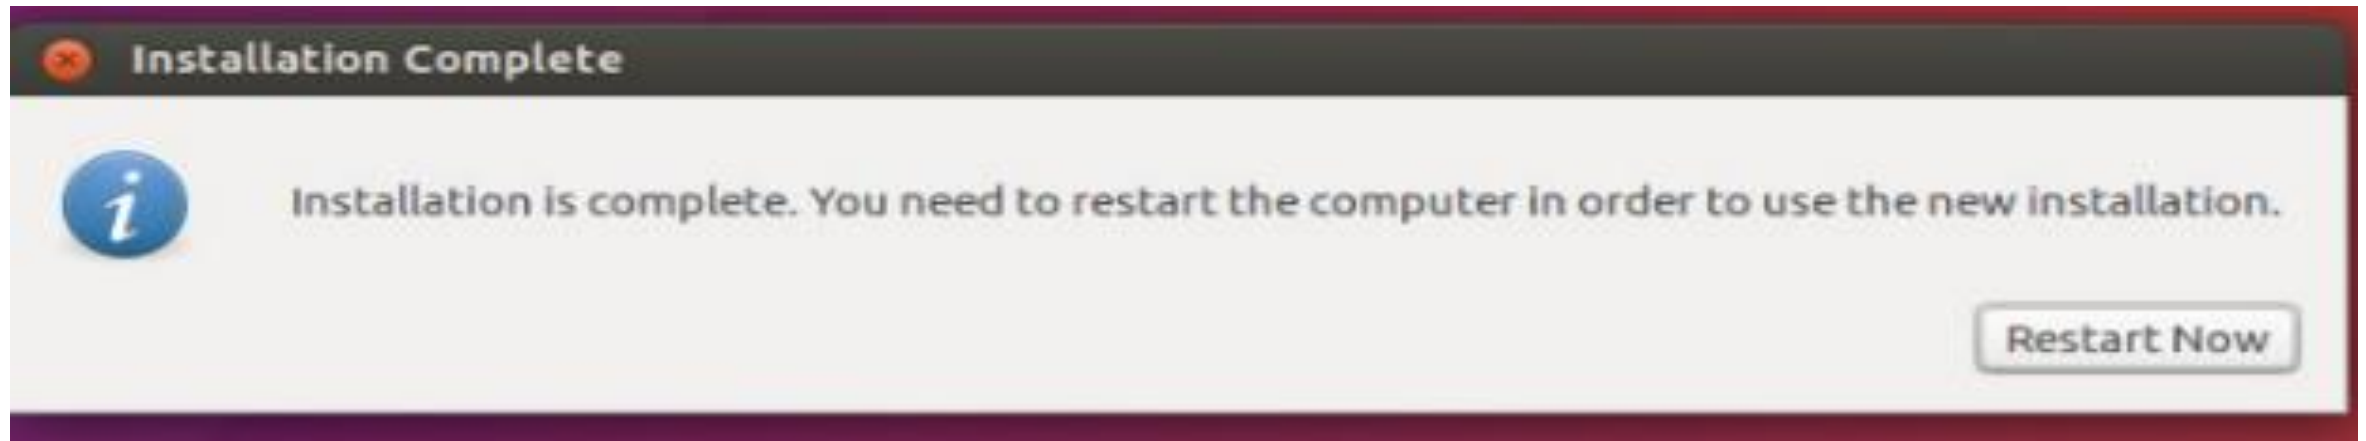 Installation Complete
Installation is complete. You need to restart the computer in order to use the new installation.
Restart Now